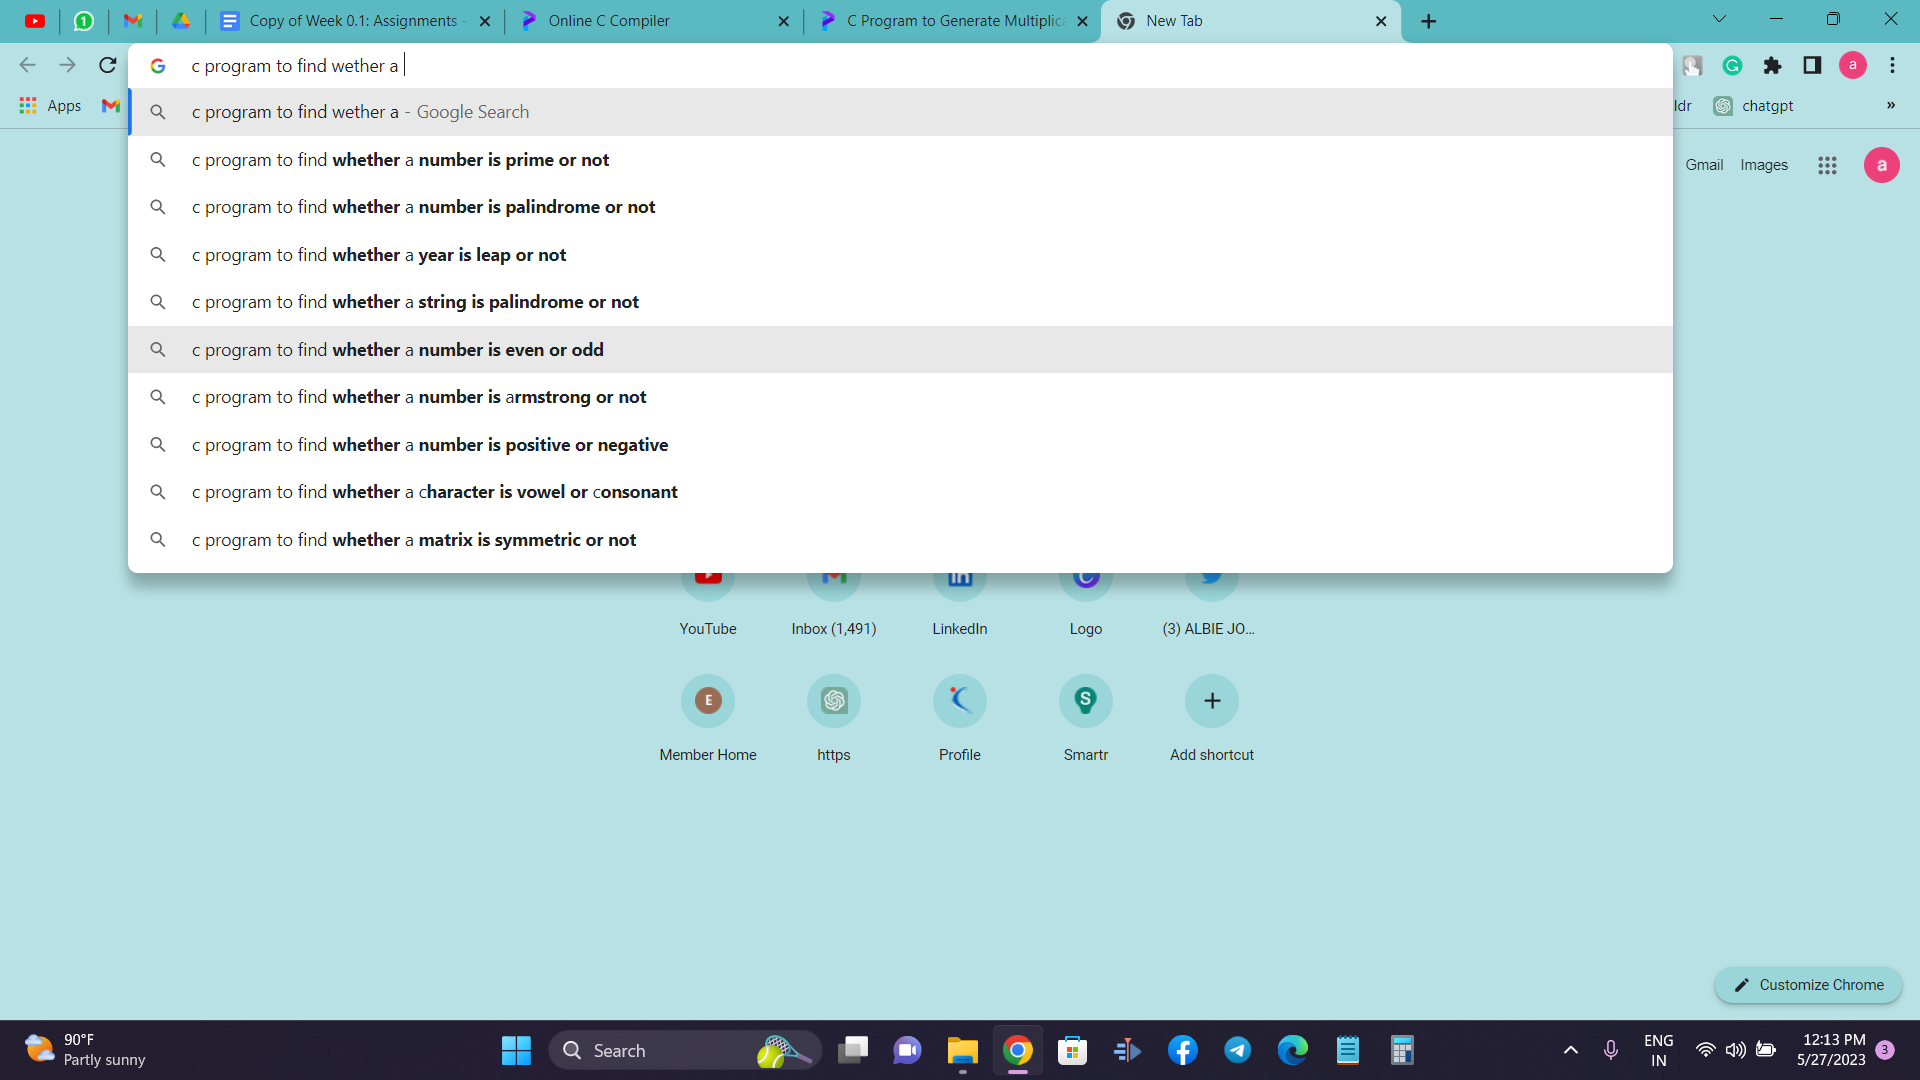 1
Copy of Week 0.1: Assignments -
Online C Compiler
C Program to Generate Multiplica
New Tab
c program to find wether a
Apps
ldr
chatgpt
»
c program to find wether a - Google Search
c program to find whether a number is prime or not
c program to find whether a number is palindrome or not
c program to find whether a year is leap or not
c program to find whether a string is palindrome or not
c program to find whether a number is even or odd
c program to find whether a number is armstrong or not
c program to find whether a number is positive or negative
c program to find whether a character is vowel or consonant
c program to find whether a matrix is symmetric or not
a
Gmail
Images
a
YouTube
Inbox (1,491)
LinkedIn
Logo
(3) ALBIE JO...
E
S
Member Home
https
Profile
Smartr
Add shortcut
Customize Chrome
90°F
Partly sunny
Search
ENG
IN
12:13 PM
5/27/2023
3